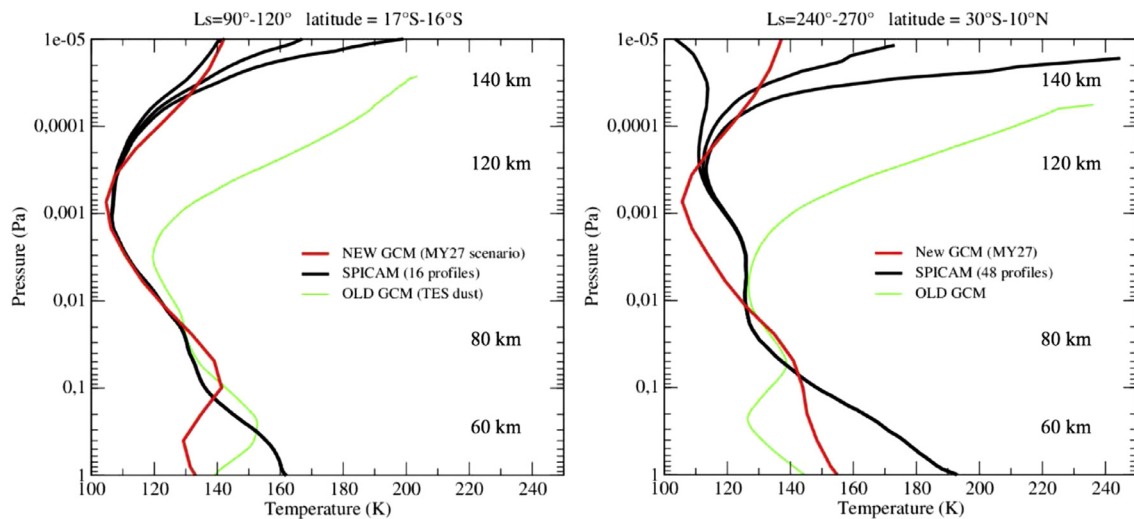 Ls=90°-120° latitude = 17°S-16°S
1e-05
0,0001
0,001
0,01
0,1
1
Pressure (Pa)
140 km
120 km
NEW GCM (MY27 scenario)
SPICAM (16 profiles)
OLD GCM (TES dust)
80 km
60 km
100 120 140 160 180 200 220 240
Temperature (K)
Ls=240°-270° latitude = 30°S-10°N
1e-05
0,0001
0,001
0,01
0,1
1
Pressure (Pa)
140 km
120 km
New GCM (MY27)
SPICAM (48 profiles)
OLD GCM
80 km
60 km
100 120 140 160 180 200 220 240
Temperature (K)